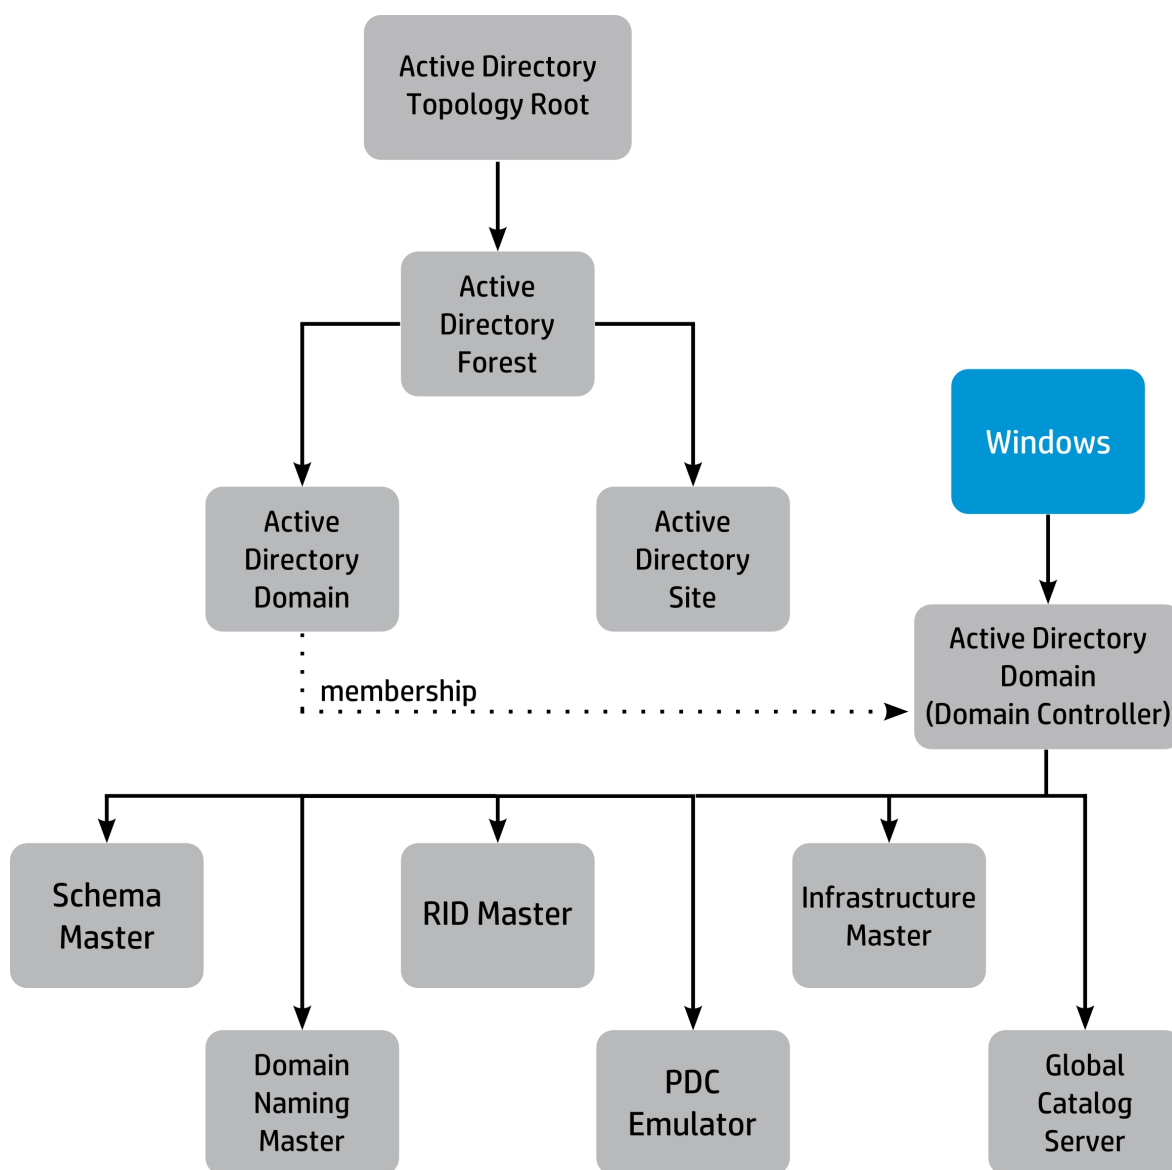 Active Directory
Topology Root
Active
Directory
Forest
Windows
Active
Directory
Domain
Active
Directory
Site
Active Directory
Domain
(Domain Controller)
membership
Schema
Master
RID Master
Infrastructure
Master
Domain
Naming
Master
PDC
Emulator
Global
Catalog
Server